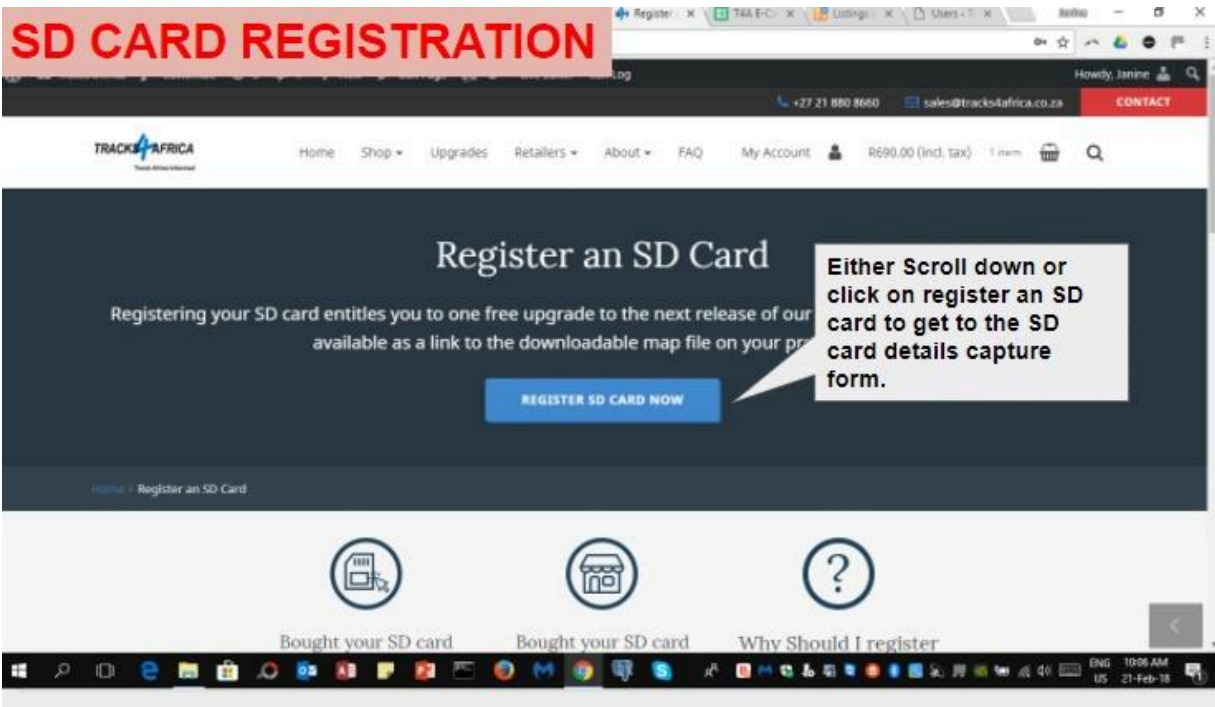 SD CARD REGISTRATION
Register
T4A E-C
Listings
Users ‹ T
Howdy, Janine
+27 21 880 8660
sales@tracks4africa.co.za
CONTACT
TRACKS4AFRICA
Home
Shop
Upgrades
Retailers
About
FAQ
My Account
R690.00 (incl. tax)
1 item
Register an SD Card
Registering your SD card entitles you to one free upgrade to the next release of our
available as a link to the downloadable map file on your
Either Scroll down or
click on register an SD
card to get to the SD
card details capture
form.
REGISTER SD CARD NOW
Home › Register an SD Card
Bought your SD card
Bought your SD card
Why Should I register
ENG
US
10:06 AM
21-Feb-18